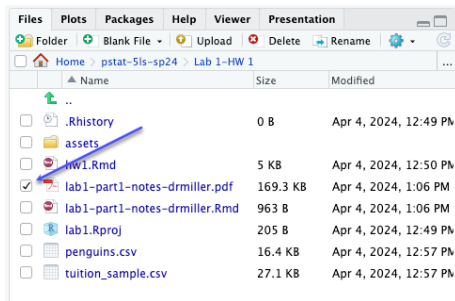 Files Plots Packages Help Viewer Presentation
Folder Blank File Upload Delete Rename
Home pstat-5ls-sp24 Lab 1-HW 1 ...
Name Size Modified
..
.Rhistory 0 B Apr 4, 2024, 12:49 PM
assets
hw1.Rmd 5 KB Apr 4, 2024, 12:50 PM
lab1-part1-notes-drmiller.pdf 169.3 KB Apr 4, 2024, 1:06 PM
lab1-part1-notes-drmiller.Rmd 963 B Apr 4, 2024, 1:06 PM
lab1.Rproj 205 B Apr 4, 2024, 12:49 PM
penguins.csv 16.4 KB Apr 4, 2024, 12:57 PM
tuition_sample.csv 27.1 KB Apr 4, 2024, 12:57 PM